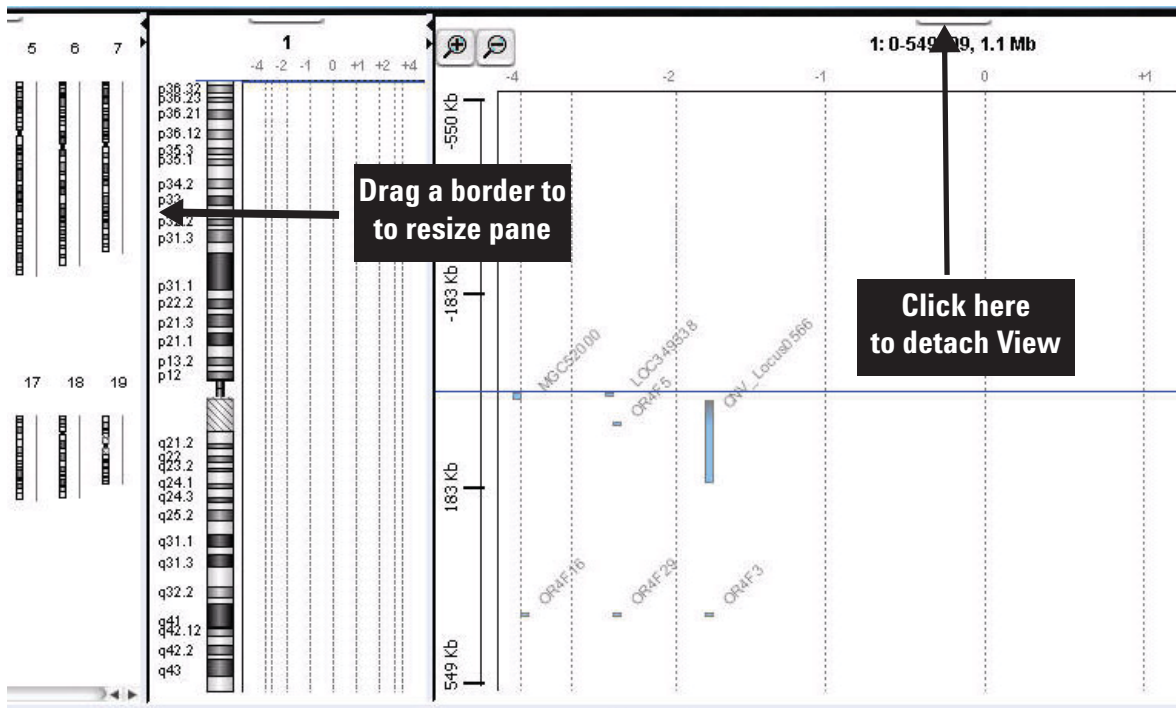 5 6 7
17 18 19
1
-4 -2 -1 0 +1 +2 +4
p36.32
p36.23
p36.21
p36.12
p35.3
p35.1
p34.2
p31.3
p31.1
p22.2
p21.3
p21.1
p13.2
p12
q21.2
q22
q23.2
q24.1
q24.3
q25.2
q31.1
q31.3
q32.2
q41
q42.12
q42.2
q43
Drag a border to
to resize pane
1: 0-549, 1.1 Mb
-4 -2 -1 0 +1
-550 Kb
-183 Kb
183 Kb
549 Kb
Click here
to detach View
MGC52000
LOC349338
OR4F5
CNV_Locus0566
OR4F16
OR4F29
OR4F3